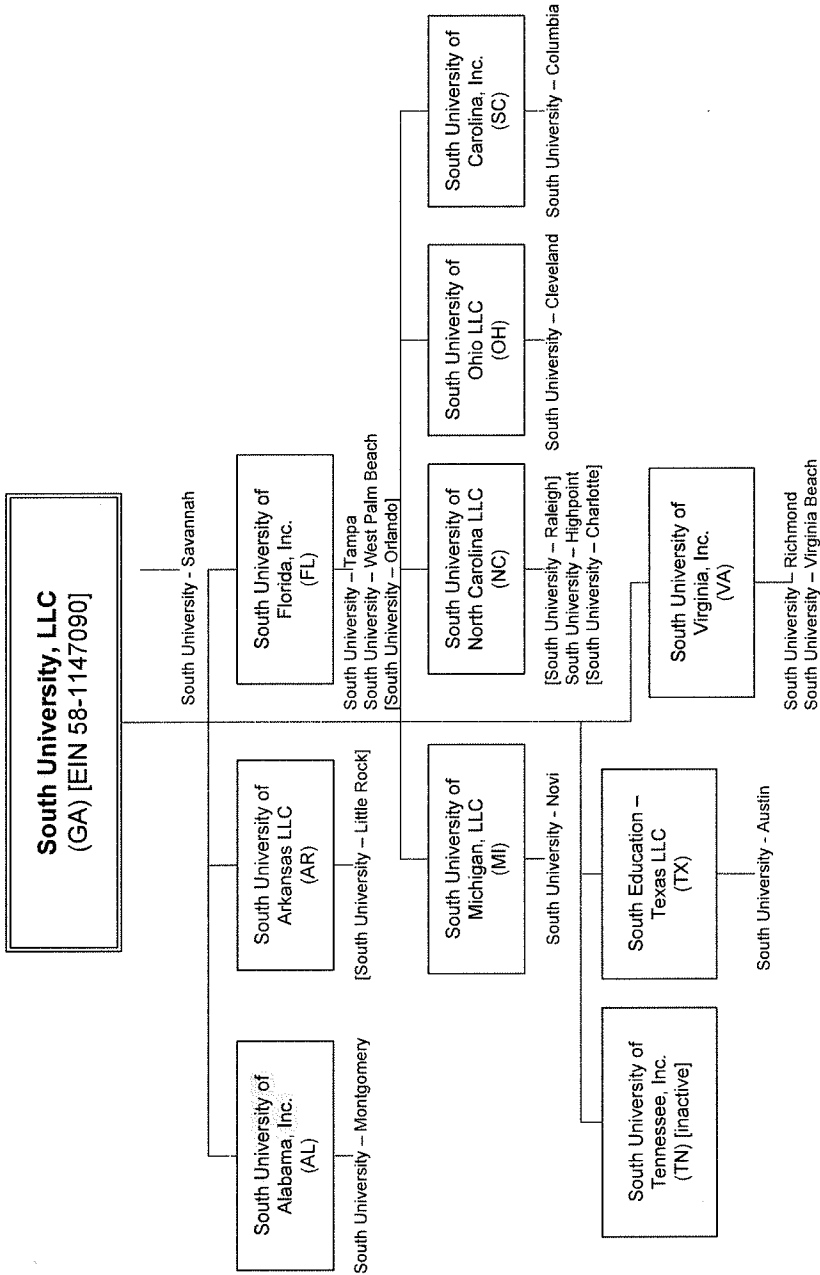 South University, LLC
(GA) [EIN 58-1147090]
South University - Savannah
South University of
Alabama, Inc.
(AL)
South University – Montgomery
South University of
Arkansas LLC
(AR)
[South University – Little Rock]
South University of
Florida, Inc.
(FL)
South University – Tampa
South University – West Palm Beach
[South University – Orlando]
South University of
Michigan, LLC
(MI)
South University - Novi
South University of
North Carolina LLC
(NC)
[South University – Raleigh]
South University – Highpoint
[South University – Charlotte]
South University of
Ohio LLC
(OH)
South University – Cleveland
South University of
Carolina, Inc.
(SC)
South University – Columbia
South University of
Tennessee, Inc.
(TN) [inactive]
South Education –
Texas LLC
(TX)
South University - Austin
South University of
Virginia, Inc.
(VA)
South University – Richmond
South University – Virginia Beach